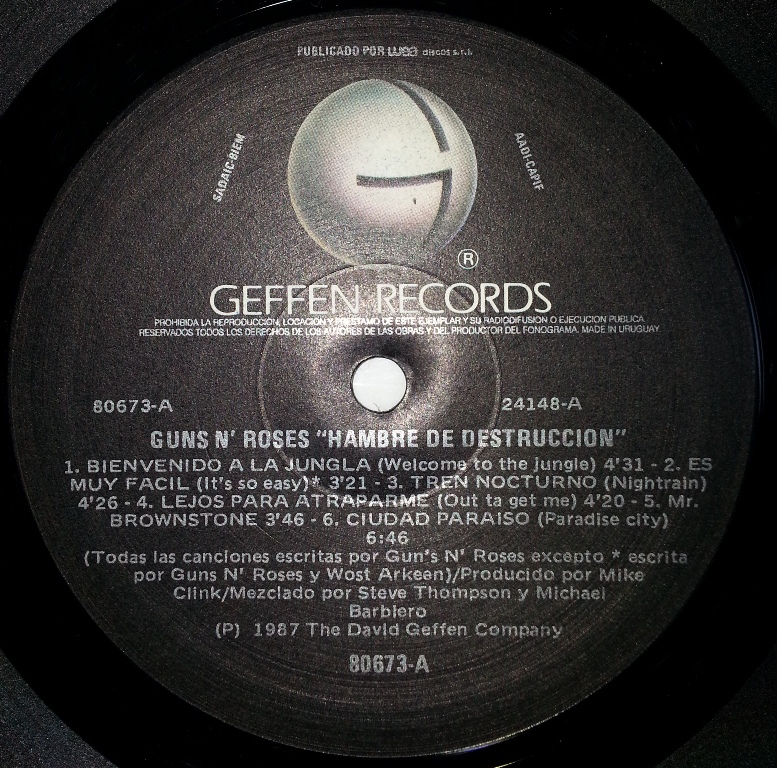 PUBLICADO POR wea discos s.r.l.
SADAIC-BIEM
AADI-CAPIF
®
GEFFEN RECORDS
PROHIBIDA LA REPRODUCCION, LOCACION Y PRESTAMO DE ESTE EJEMPLAR Y SU RADIODIFUSION O EJECUCION PUBLICA.
RESERVADOS TODOS LOS DERECHOS DE LOS AUTORES DE LAS OBRAS Y DEL PRODUCTOR DEL FONOGRAMA. MADE IN URUGUAY
80673-A 24148-A
GUNS N' ROSES "HAMBRE DE DESTRUCCION"
1. BIENVENIDO A LA JUNGLA (Welcome to the jungle) 4'31 - 2. ES
MUY FACIL (It's so easy)* 3'21 - 3. TREN NOCTURNO (Nightrain)
4'26 - 4. LEJOS PARA ATRAPARME (Out ta get me) 4'20 - 5. Mr.
BROWNSTONE 3'46 - 6. CIUDAD PARAISO (Paradise city)
6:46
(Todas las canciones escritas por Gun's N' Roses excepto * escrita
por Guns N' Roses y Wost Arkeen)/Producido por Mike
Clink/Mezclado por Steve Thompson y Michael
Barbiero
(P) 1987 The David Geffen Company
80673-A